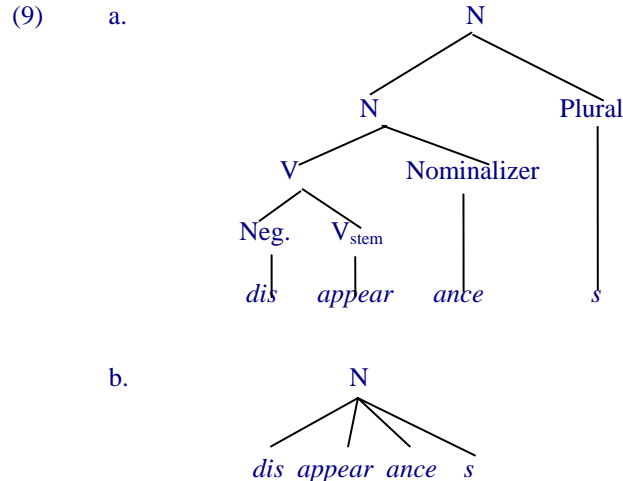 (9) a. N
N Plural
V Nominalizer
Neg. Vstem
dis appear ance s
b. N
dis appear ance s